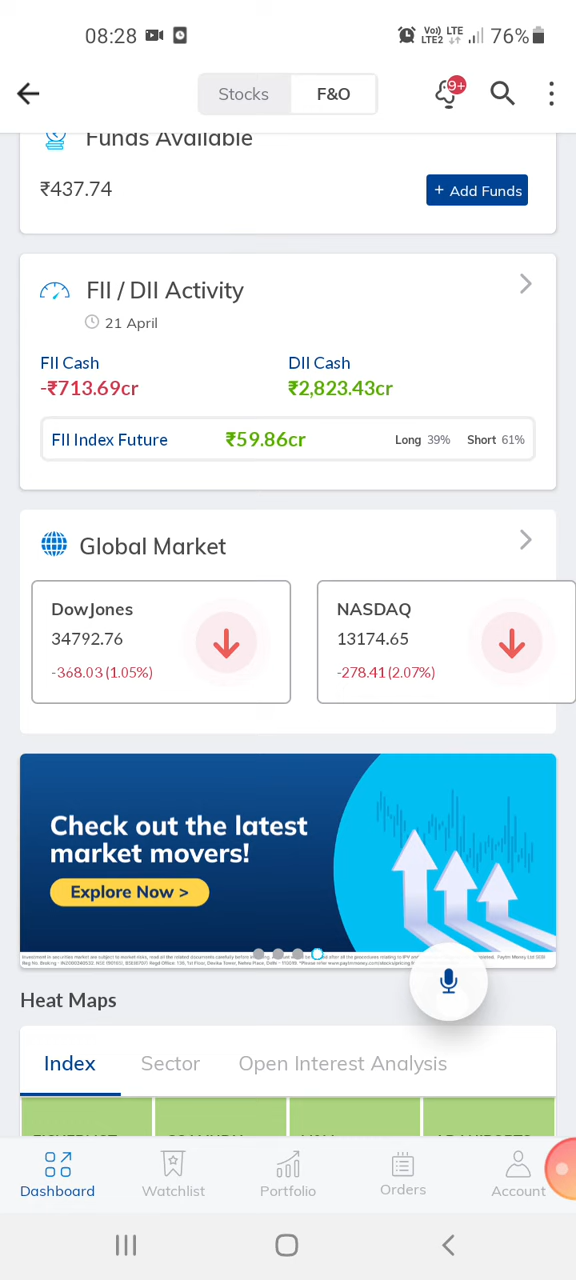 08:28
Vo) LTE
LTE2
76%
Stocks
F&O
9+
Funds Available
₹437.74
+ Add Funds
FII / DII Activity
21 April
FII Cash
DII Cash
-₹713.69cr
₹2,823.43cr
FII Index Future
₹59.86cr
Long 39%
Short 61%
Global Market
DowJones
34792.76
-368.03 (1.05%)
NASDAQ
13174.65
-278.41 (2.07%)
Check out the latest
market movers!
Explore Now >
Heat Maps
Index
Sector
Open Interest Analysis
Dashboard
Watchlist
Portfolio
Orders
Account